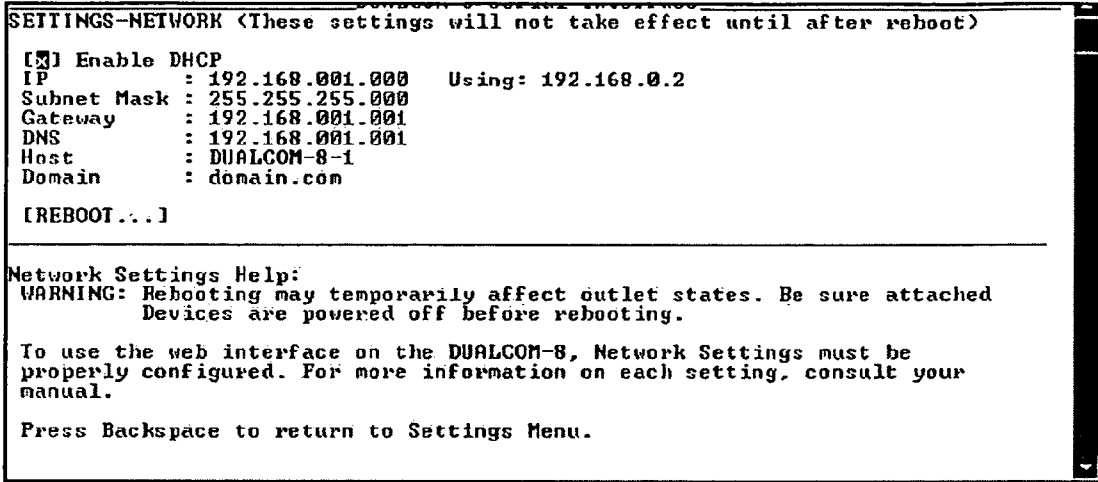 SETTINGS-NETWORK (These settings will not take effect until after reboot)
[x] Enable DHCP
IP : 192.168.001.000 Using: 192.168.0.2
Subnet Mask : 255.255.255.000
Gateway : 192.168.001.001
DNS : 192.168.001.001
Host : DUALCOM-8-1
Domain : domain.com
[REBOOT...]
Network Settings Help:
WARNING: Rebooting may temporarily affect outlet states. Be sure attached
Devices are powered off before rebooting.
To use the web interface on the DUALCOM-8, Network Settings must be
properly configured. For more information on each setting, consult your
manual.
Press Backspace to return to Settings Menu.